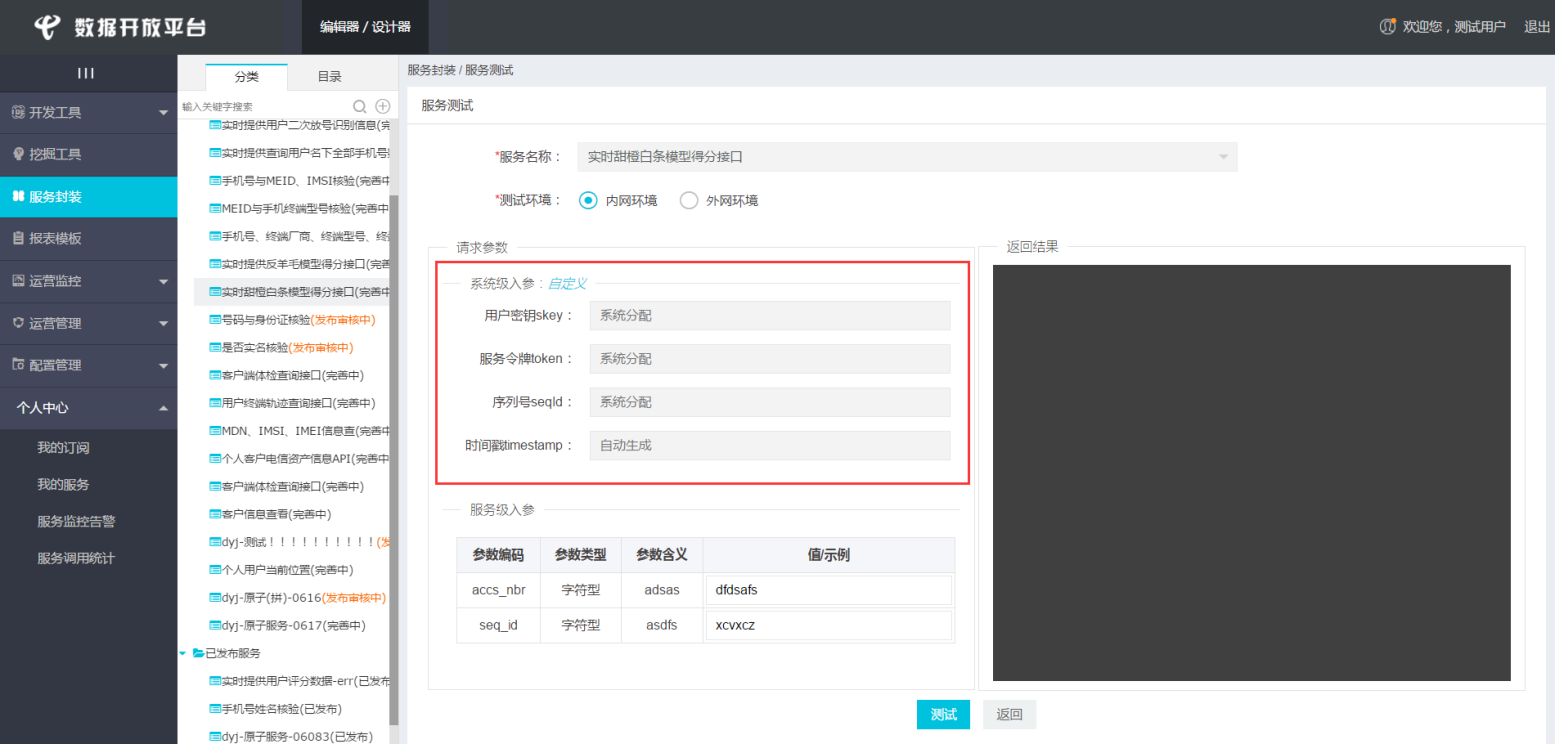 数据开放平台
编辑器 / 设计器
欢迎您，测试用户
退出
开发工具
挖掘工具
服务封装
报表模板
运营监控
运营管理
配置管理
个人中心
我的订阅
我的服务
服务监控告警
服务调用统计
分类
目录
输入关键字搜索
实时提供用户二次放号识别信息(完
实时提供查询用户名下全部手机号
手机号与MEID、IMSI核验(完善中
MEID与手机终端型号核验(完善中
手机号、终端厂商、终端型号、终
实时提供反羊毛模型得分接口(完善
实时甜橙白条模型得分接口(完善中
号码与身份证核验(发布审核中)
是否实名核验(发布审核中)
客户端体检查询接口(完善中)
用户终端轨迹查询接口(完善中)
MDN、IMSI、IMEI信息查(完善中
个人客户电信资产信息API(完善中
客户端体检查询接口(完善中)
客户信息查看(完善中)
dyj-测试！！！！！！！！！！(发
个人用户当前位置(完善中)
dyj-原子(拼)-0616(发布审核中)
dyj-原子服务-0617(完善中)
已发布服务
实时提供用户评分数据-err(已发布
手机号姓名核验(已发布)
dyj-原子服务-06083(已发布)
服务封装 / 服务测试
服务测试
*服务名称： 实时甜橙白条模型得分接口
*测试环境： 内网环境 外网环境
请求参数
系统级入参：自定义
用户密钥skey： 系统分配
服务令牌token： 系统分配
序列号seqId： 系统分配
时间戳timestamp： 自动生成
服务级入参
参数编码 参数类型 参数含义 值/示例
accs_nbr 字符型 adsas dfdsafs
seq_id 字符型 asdfs xcvxcz
返回结果
测试 返回